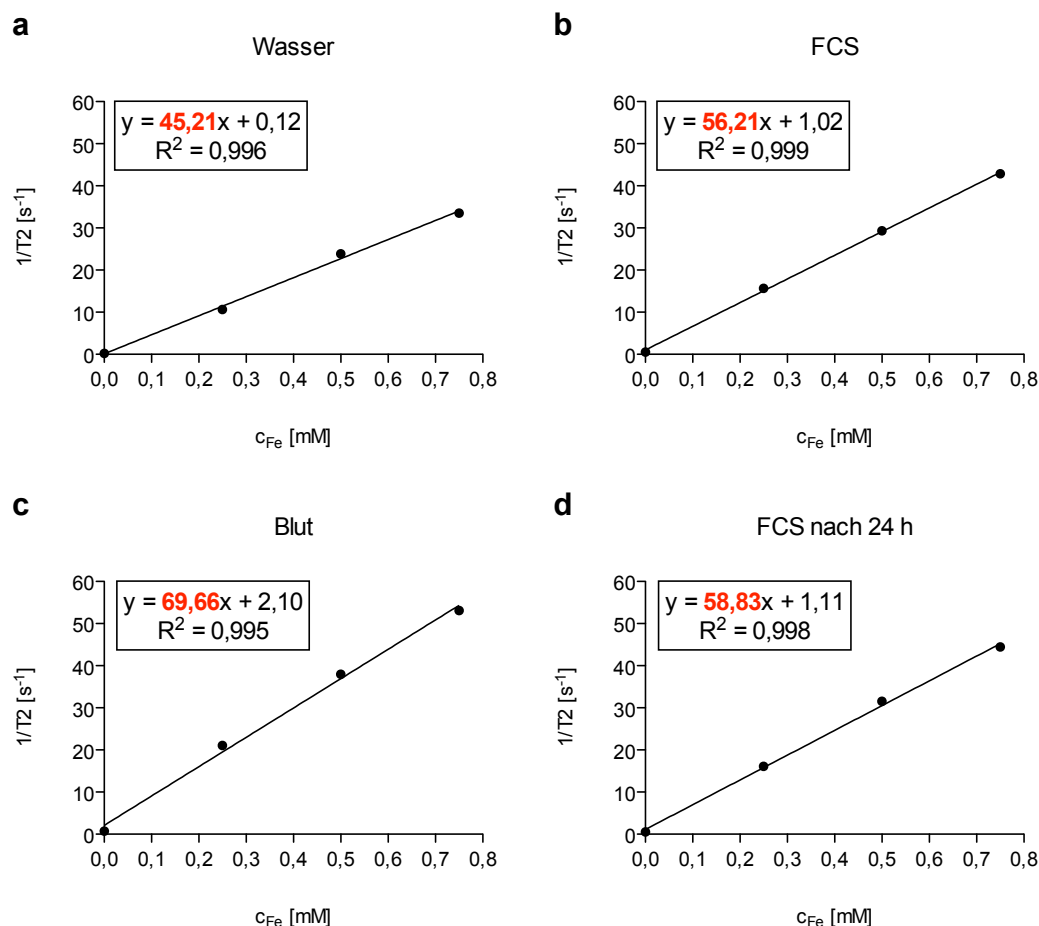 a
Wasser
y = 45,21x + 0,12
R² = 0,996
60
50
40
30
20
10
0
1/T2 [s⁻¹]
0,0 0,1 0,2 0,3 0,4 0,5 0,6 0,7 0,8
c_Fe [mM]
b
FCS
y = 56,21x + 1,02
R² = 0,999
60
50
40
30
20
10
0
1/T2 [s⁻¹]
0,0 0,1 0,2 0,3 0,4 0,5 0,6 0,7 0,8
c_Fe [mM]
c
Blut
y = 69,66x + 2,10
R² = 0,995
60
50
40
30
20
10
0
1/T2 [s⁻¹]
0,0 0,1 0,2 0,3 0,4 0,5 0,6 0,7 0,8
c_Fe [mM]
d
FCS nach 24 h
y = 58,83x + 1,11
R² = 0,998
60
50
40
30
20
10
0
1/T2 [s⁻¹]
0,0 0,1 0,2 0,3 0,4 0,5 0,6 0,7 0,8
c_Fe [mM]